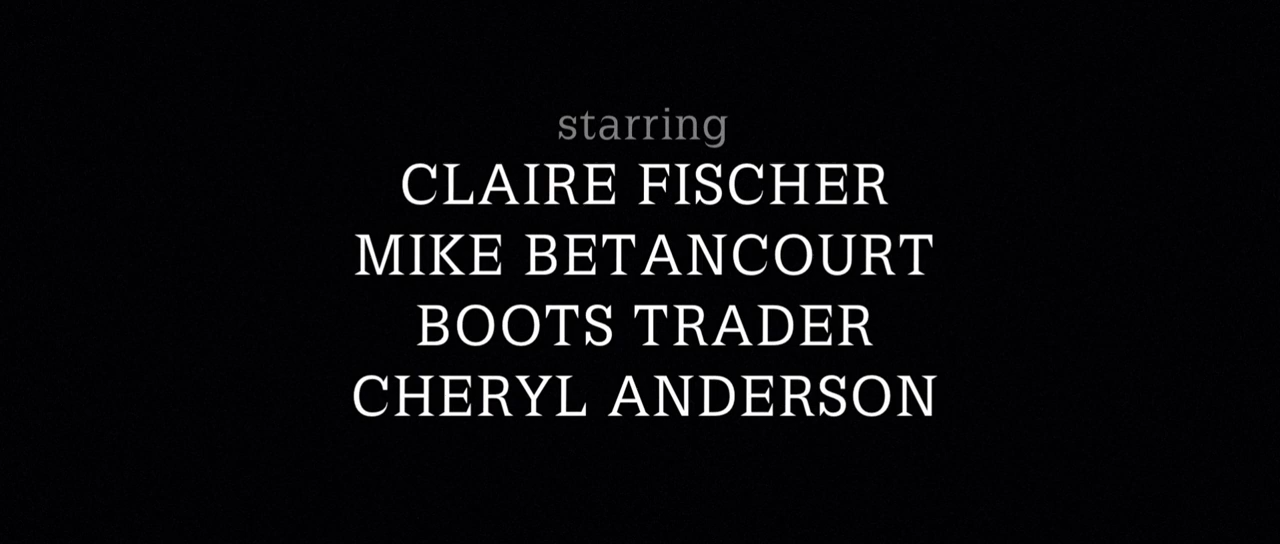 starring
CLAIRE FISCHER
MIKE BETANCOURT
BOOTS TRADER
CHERYL ANDERSON